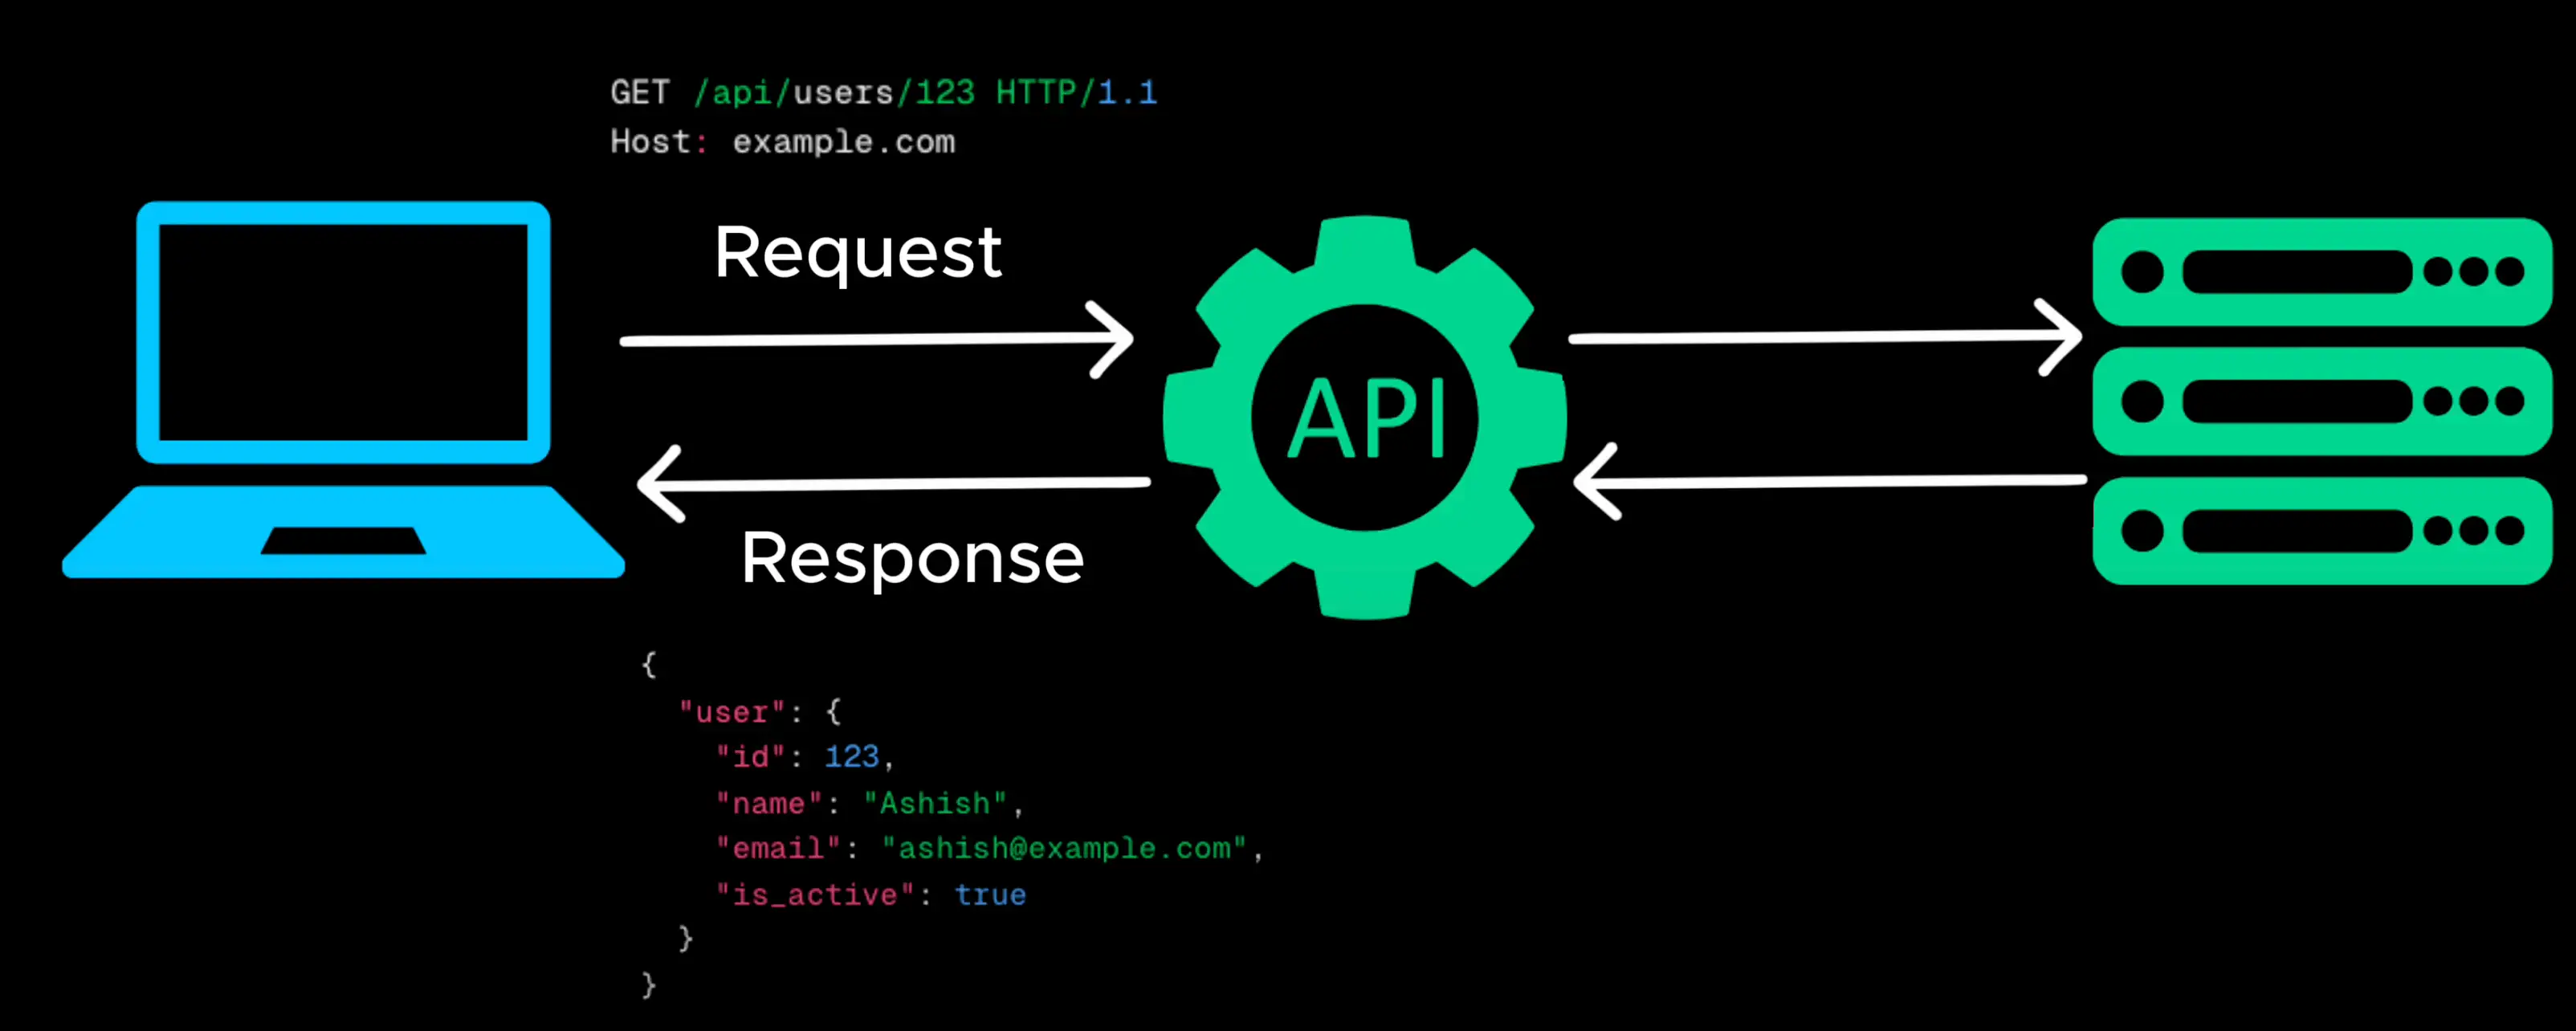 GET /api/users/123 HTTP/1.1
Host: example.com
Request
API
Response
{
  "user": {
    "id": 123,
    "name": "Ashish",
    "email": "ashish@example.com",
    "is_active": true
  }
}